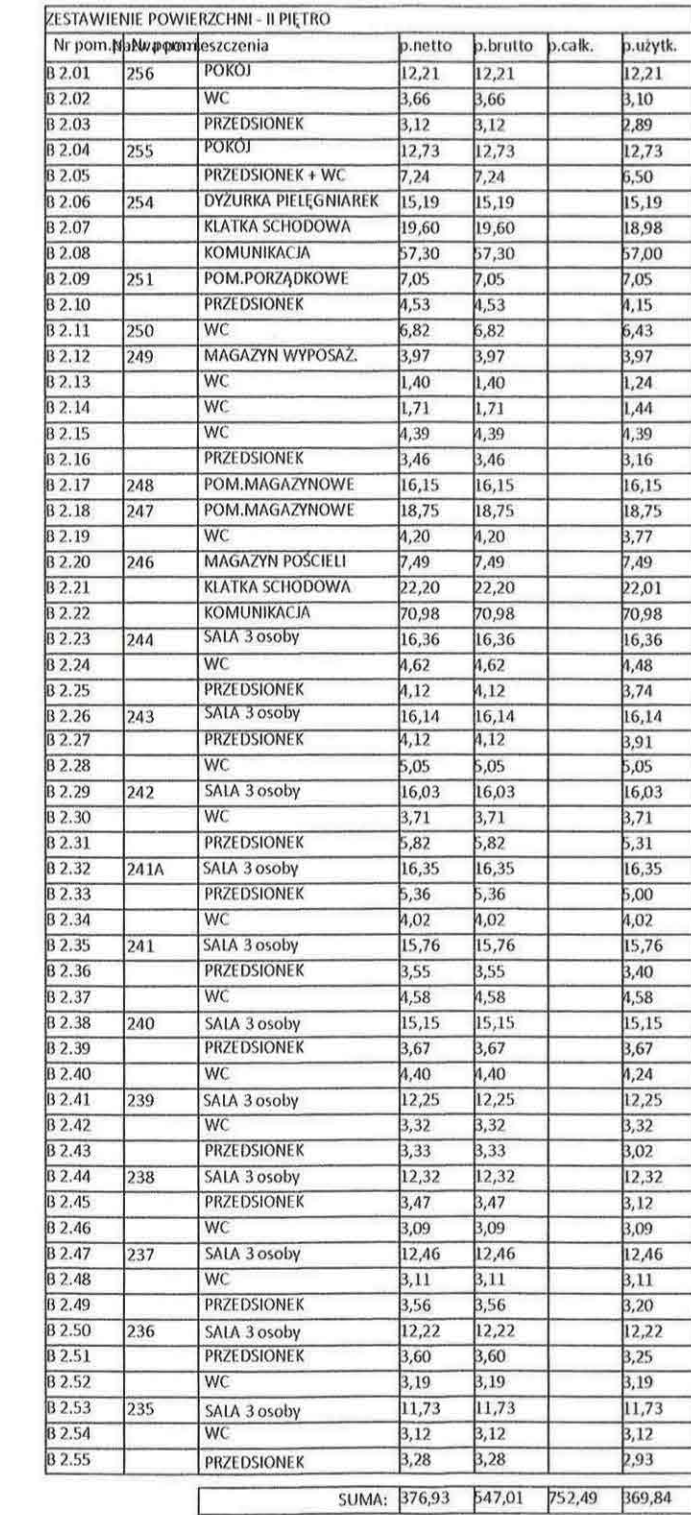 ZESTAWIENIE POWIERZCHNI - II PIĘTRO
Nr pom. pomieszczenia p.netto p.brutto p.całk. p.użytk.
B 2.01 256 POKÓJ 12,21 12,21 12,21
B 2.02 WC 3,66 3,66 3,10
B 2.03 PRZEDSIONEK 3,12 3,12 2,89
B 2.04 255 POKÓJ 12,73 12,73 12,73
B 2.05 PRZEDSIONEK + WC 7,24 7,24 6,50
B 2.06 254 DYŻURKA PIELĘGNIAREK 15,19 15,19 15,19
B 2.07 KLATKA SCHODOWA 19,60 19,60 18,98
B 2.08 KOMUNIKACJA 57,30 57,30 57,00
B 2.09 251 POM.PORZĄDKOWE 7,05 7,05 7,05
B 2.10 PRZEDSIONEK 4,53 4,53 4,15
B 2.11 250 WC 6,82 6,82 6,43
B 2.12 249 MAGAZYN WYPOSAŻ. 3,97 3,97 3,97
B 2.13 WC 1,40 1,40 1,24
B 2.14 WC 1,71 1,71 1,44
B 2.15 WC 4,39 4,39 4,39
B 2.16 PRZEDSIONEK 3,46 3,46 3,16
B 2.17 248 POM.MAGAZYNOWE 16,15 16,15 16,15
B 2.18 247 POM.MAGAZYNOWE 18,75 18,75 18,75
B 2.19 WC 4,20 4,20 3,77
B 2.20 246 MAGAZYN POŚCIELI 7,49 7,49 7,49
B 2.21 KLATKA SCHODOWA 22,20 22,20 22,01
B 2.22 KOMUNIKACJA 70,98 70,98 70,98
B 2.23 244 SALA 3 osoby 16,36 16,36 16,36
B 2.24 WC 4,62 4,62 4,48
B 2.25 PRZEDSIONEK 4,12 4,12 3,74
B 2.26 243 SALA 3 osoby 16,14 16,14 16,14
B 2.27 PRZEDSIONEK 4,12 4,12 3,91
B 2.28 WC 5,05 5,05 5,05
B 2.29 242 SALA 3 osoby 16,03 16,03 16,03
B 2.30 WC 3,71 3,71 3,71
B 2.31 PRZEDSIONEK 5,82 5,82 5,31
B 2.32 241A SALA 3 osoby 16,35 16,35 16,35
B 2.33 PRZEDSIONEK 5,36 5,36 5,00
B 2.34 WC 4,02 4,02 4,02
B 2.35 241 SALA 3 osoby 15,76 15,76 15,76
B 2.36 PRZEDSIONEK 3,55 3,55 3,40
B 2.37 WC 4,58 4,58 4,58
B 2.38 240 SALA 3 osoby 15,15 15,15 15,15
B 2.39 PRZEDSIONEK 3,67 3,67 3,67
B 2.40 WC 4,40 4,40 4,24
B 2.41 239 SALA 3 osoby 12,25 12,25 12,25
B 2.42 WC 3,32 3,32 3,32
B 2.43 PRZEDSIONEK 3,33 3,33 3,02
B 2.44 238 SALA 3 osoby 12,32 12,32 12,32
B 2.45 PRZEDSIONEK 3,47 3,47 3,12
B 2.46 WC 3,09 3,09 3,09
B 2.47 237 SALA 3 osoby 12,46 12,46 12,46
B 2.48 WC 3,11 3,11 3,11
B 2.49 PRZEDSIONEK 3,56 3,56 3,20
B 2.50 236 SALA 3 osoby 12,22 12,22 12,22
B 2.51 PRZEDSIONEK 3,60 3,60 3,25
B 2.52 WC 3,19 3,19 3,19
B 2.53 235 SALA 3 osoby 11,73 11,73 11,73
B 2.54 WC 3,12 3,12 3,12
B 2.55 PRZEDSIONEK 3,28 3,28 2,93
SUMA: 376,93 547,01 752,49 369,84